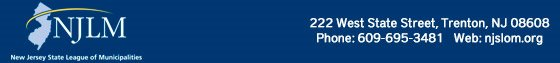 NJLM
New Jersey State League of Municipalities
222 West State Street, Trenton, NJ 08608
Phone: 609-695-3481 Web: njslom.org